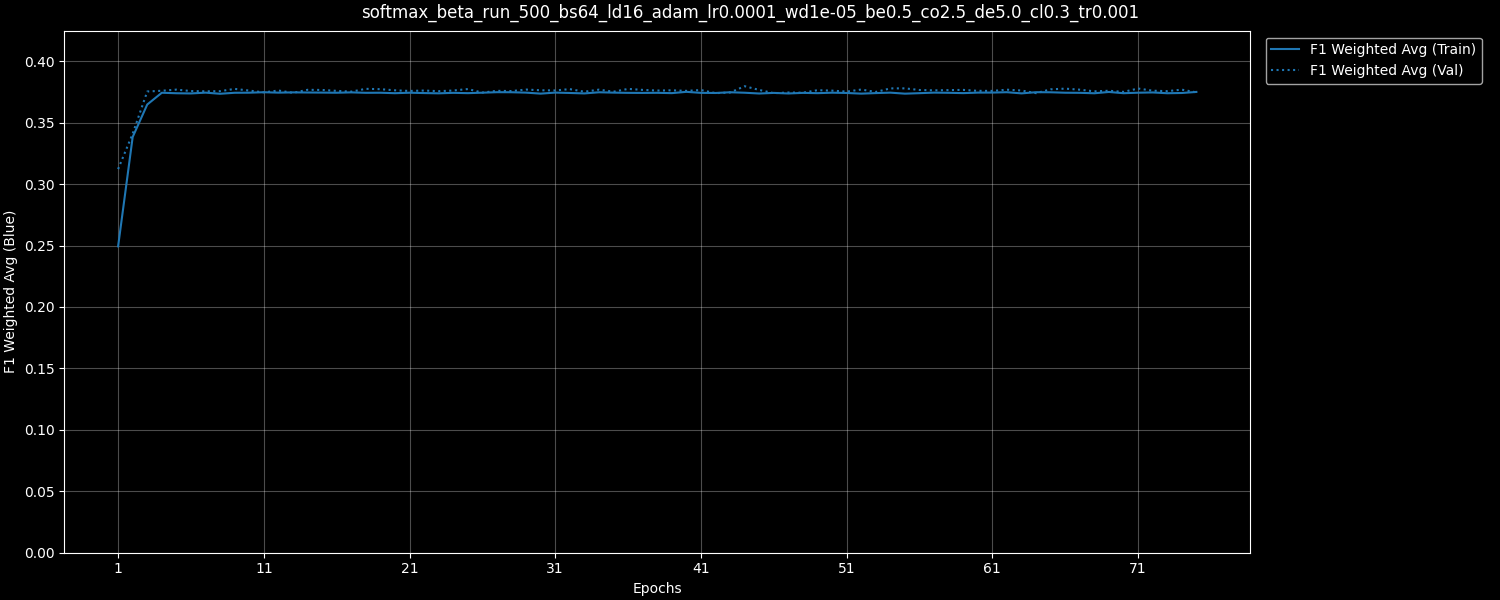 softmax_beta_run_500_bs64_ld16_adam_lr0.0001_wd1e-05_be0.5_co2.5_de5.0_cl0.3_tr0.001
F1 Weighted Avg (Train)
F1 Weighted Avg (Val)
F1 Weighted Avg (Blue)
0.40
0.35
0.30
0.25
0.20
0.15
0.10
0.05
0.00
1 11 21 31 41 51 61 71
Epochs